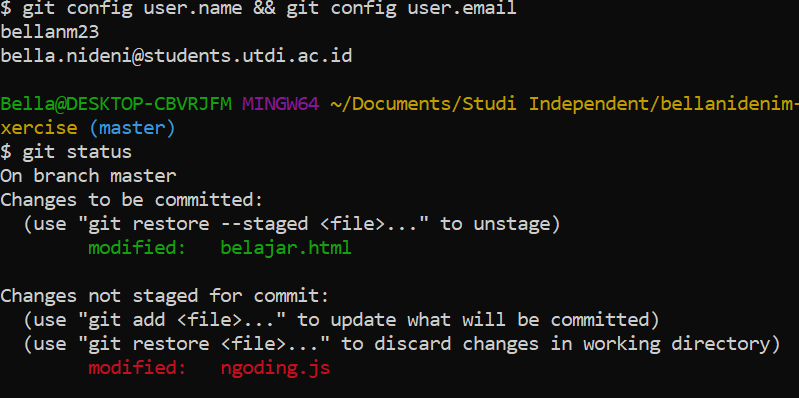 $ git config user.name && git config user.email
bellanm23
bella.nideni@students.utdi.ac.id
Bella@DESKTOP-CBVRJFM MINGW64 ~/Documents/Studi Independent/bellanidenim-
xercise (master)
$ git status
On branch master
Changes to be committed:
  (use "git restore --staged <file>..." to unstage)
        modified:   belajar.html
Changes not staged for commit:
  (use "git add <file>..." to update what will be committed)
  (use "git restore <file>..." to discard changes in working directory)
        modified:   ngoding.js